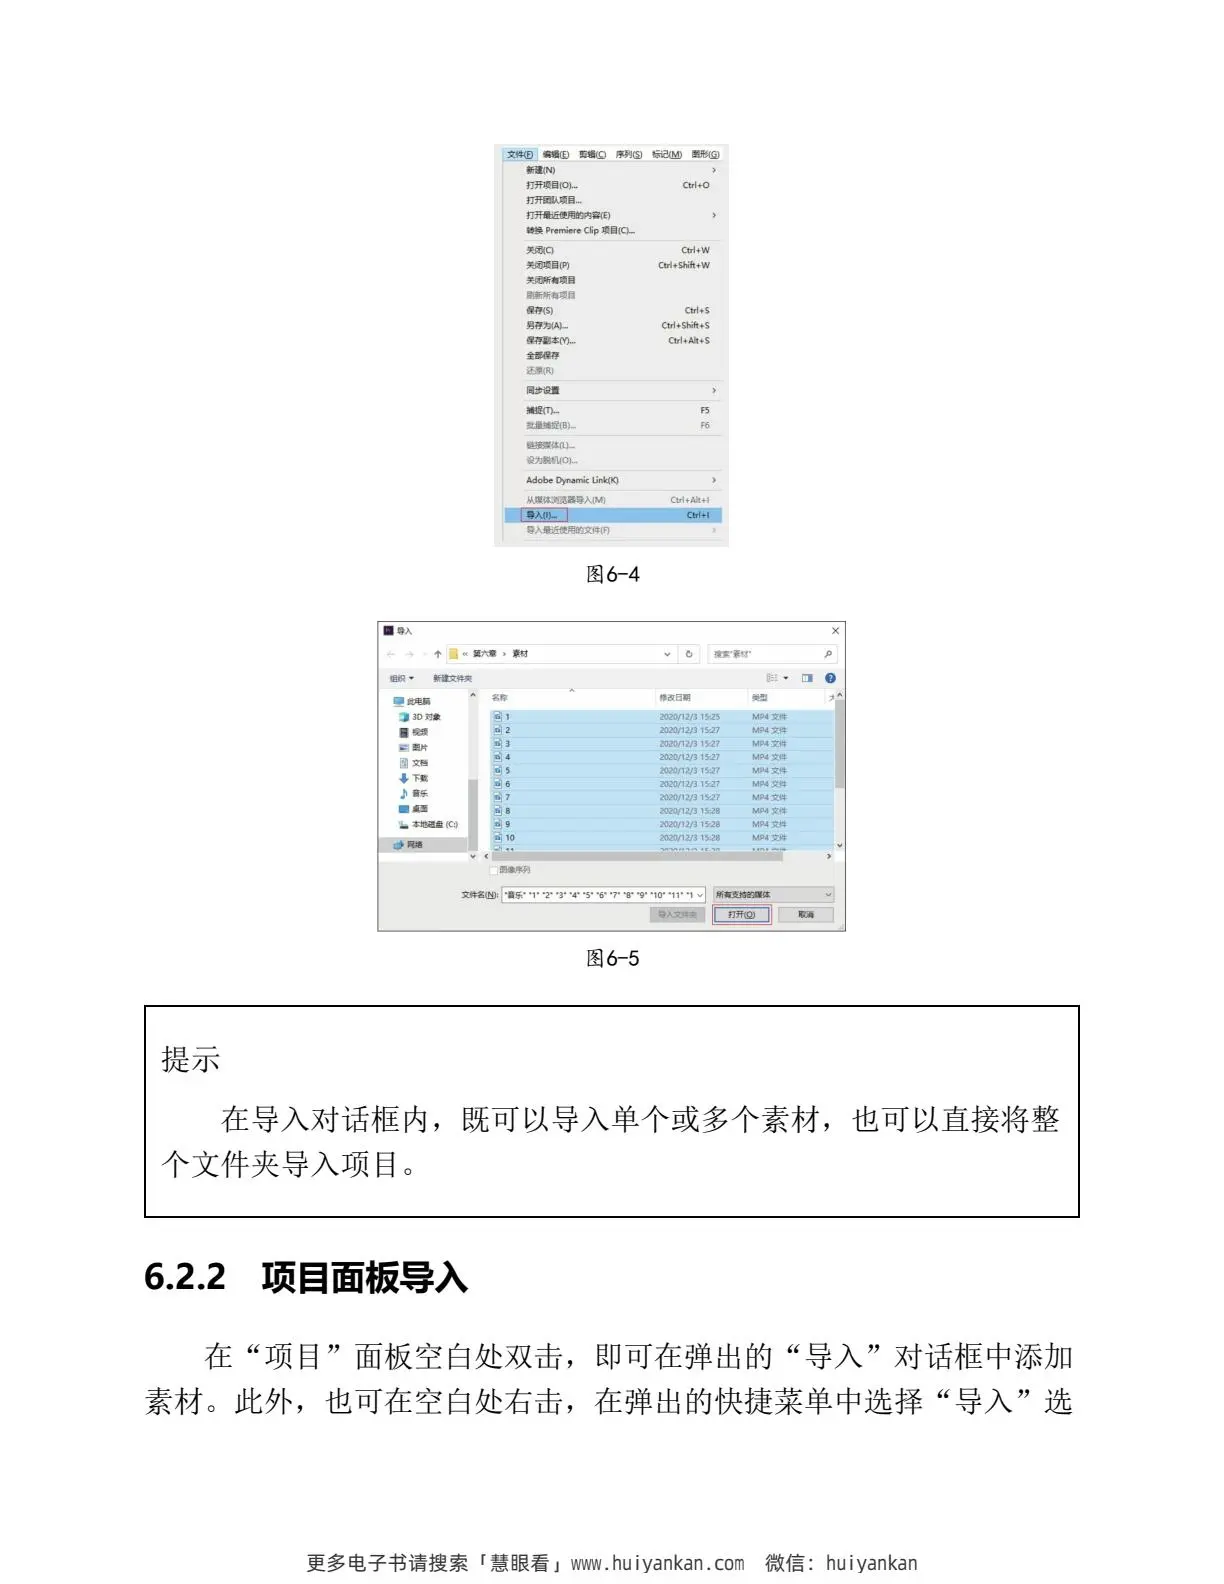 文件(F) 编辑(E) 剪辑(C) 序列(S) 标记(M) 图形(G)
新建(N) >
打开项目(O)... Ctrl+O
打开团队项目...
打开最近使用的内容(E) >
转换 Premiere Clip 项目(C)...
关闭(C) Ctrl+W
关闭项目(P) Ctrl+Shift+W
关闭所有项目
刷新所有项目
保存(S) Ctrl+S
另存为(A)... Ctrl+Shift+S
保存副本(Y)... Ctrl+Alt+S
全部保存
还原(R)
同步设置 >
捕捉(T)... F5
批量捕捉(B)... F6
链接媒体(L)...
设为脱机(O)...
Adobe Dynamic Link(K) >
从媒体浏览器导入(M) Ctrl+Alt+I
导入(I)... Ctrl+I
导入最近使用的文件(F) >
图6-4
导入
« 第六章 › 素材 搜索"素材"
组织 新建文件夹
名称 修改日期 类型
此电脑
3D 对象
视频
图片
文档
下载
音乐
桌面
本地磁盘 (C:)
网络
1 2020/12/3 15:25 MP4 文件
2 2020/12/3 15:27 MP4 文件
3 2020/12/3 15:27 MP4 文件
4 2020/12/3 15:27 MP4 文件
5 2020/12/3 15:27 MP4 文件
6 2020/12/3 15:27 MP4 文件
7 2020/12/3 15:27 MP4 文件
8 2020/12/3 15:28 MP4 文件
9 2020/12/3 15:28 MP4 文件
10 2020/12/3 15:28 MP4 文件
图像序列
文件名(N): "音乐" "1" "2" "3" "4" "5" "6" "7" "8" "9" "10" "11" "1 所有支持的媒体
导入文件夹 打开(O) 取消
图6-5
提示
在导入对话框内，既可以导入单个或多个素材，也可以直接将整
个文件夹导入项目。
6.2.2 项目面板导入
在“项目”面板空白处双击，即可在弹出的“导入”对话框中添加
素材。此外，也可在空白处右击，在弹出的快捷菜单中选择“导入”选
更多电子书请搜索「慧眼看」www.huiyankan.com 微信：huiyankan